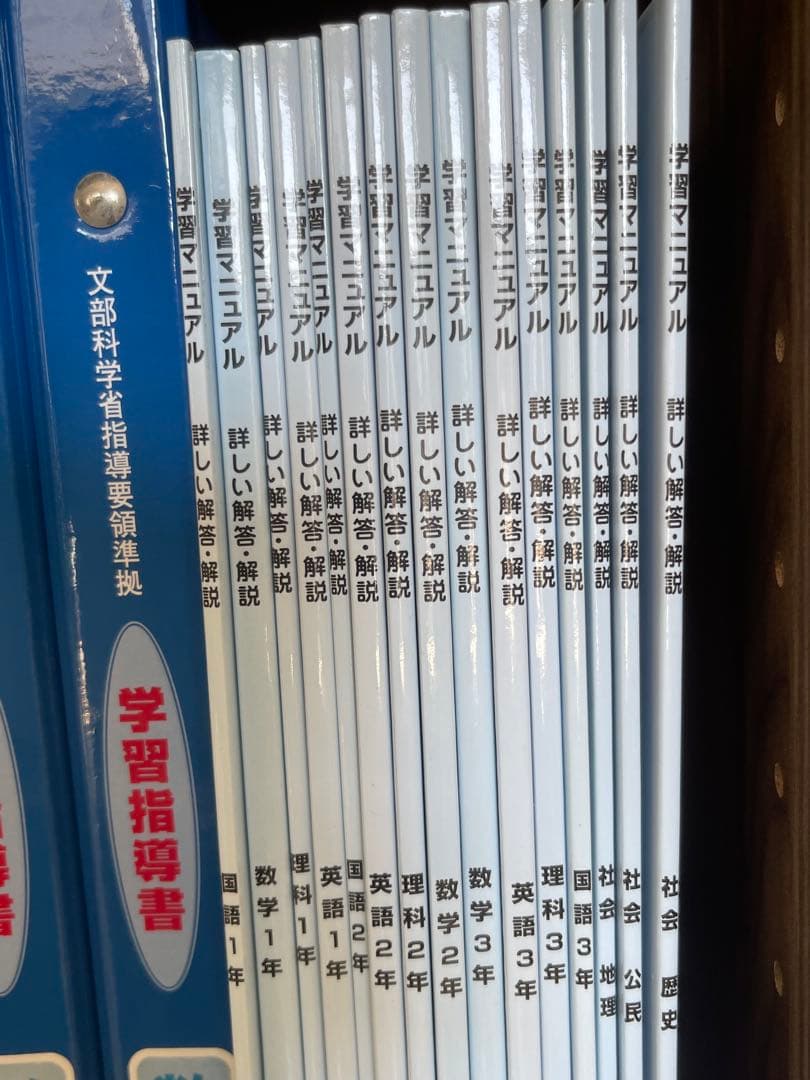 文部科学省指導要領準拠
学習指導書
学習マニュアル 詳しい解答・解説 国語1年
学習マニュアル 詳しい解答・解説 数学1年
学習マニュアル 詳しい解答・解説 理科1年
学習マニュアル 詳しい解答・解説 英語1年
学習マニュアル 詳しい解答・解説 国語2年
学習マニュアル 詳しい解答・解説 英語2年
学習マニュアル 詳しい解答・解説 理科2年
学習マニュアル 詳しい解答・解説 数学2年
学習マニュアル 詳しい解答・解説 数学3年
学習マニュアル 詳しい解答・解説 英語3年
学習マニュアル 詳しい解答・解説 理科3年
学習マニュアル 詳しい解答・解説 国語3年
学習マニュアル 詳しい解答・解説 社会 地理
学習マニュアル 詳しい解答・解説 社会 公民
学習マニュアル 詳しい解答・解説 社会 歴史